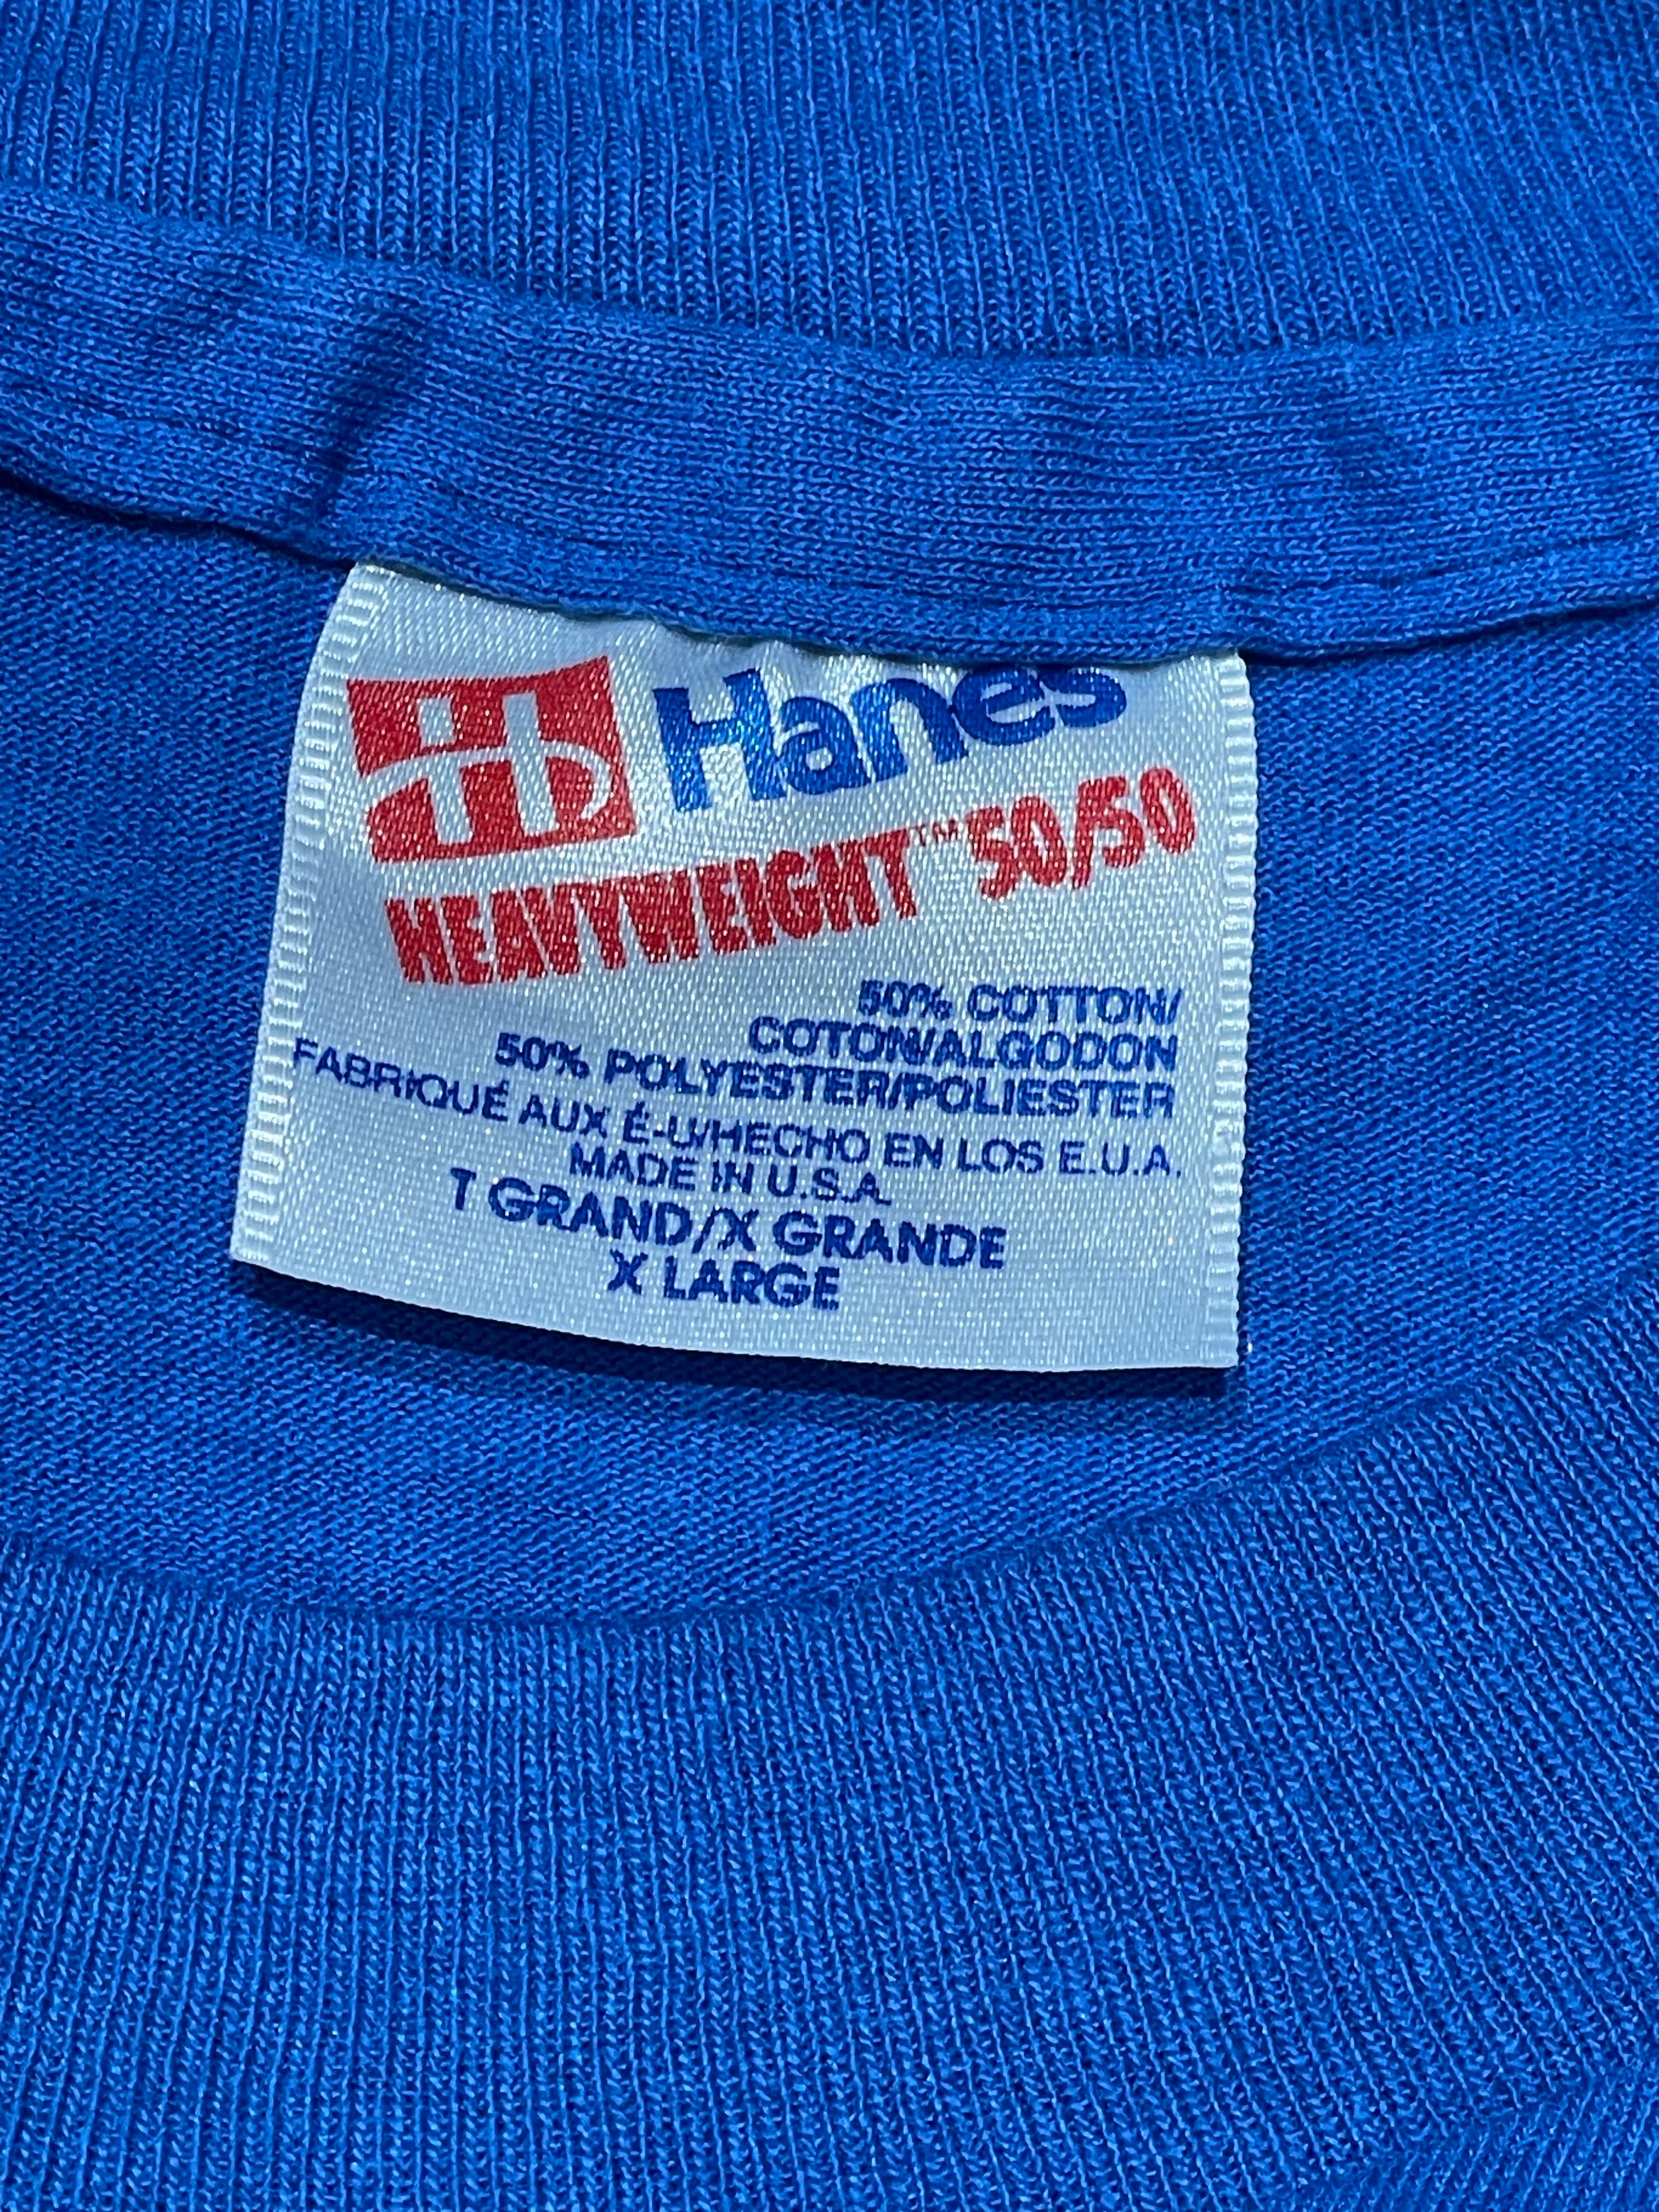 Hanes
HEAVYWEIGHT™ 50/50
50% COTTON/
COTON/ALGODON
50% POLYESTER/POLIESTER
FABRIQUÉ AUX É-U/HECHO EN LOS E.U.A.
MADE IN U.S.A.
T GRAND/X GRANDE
X LARGE